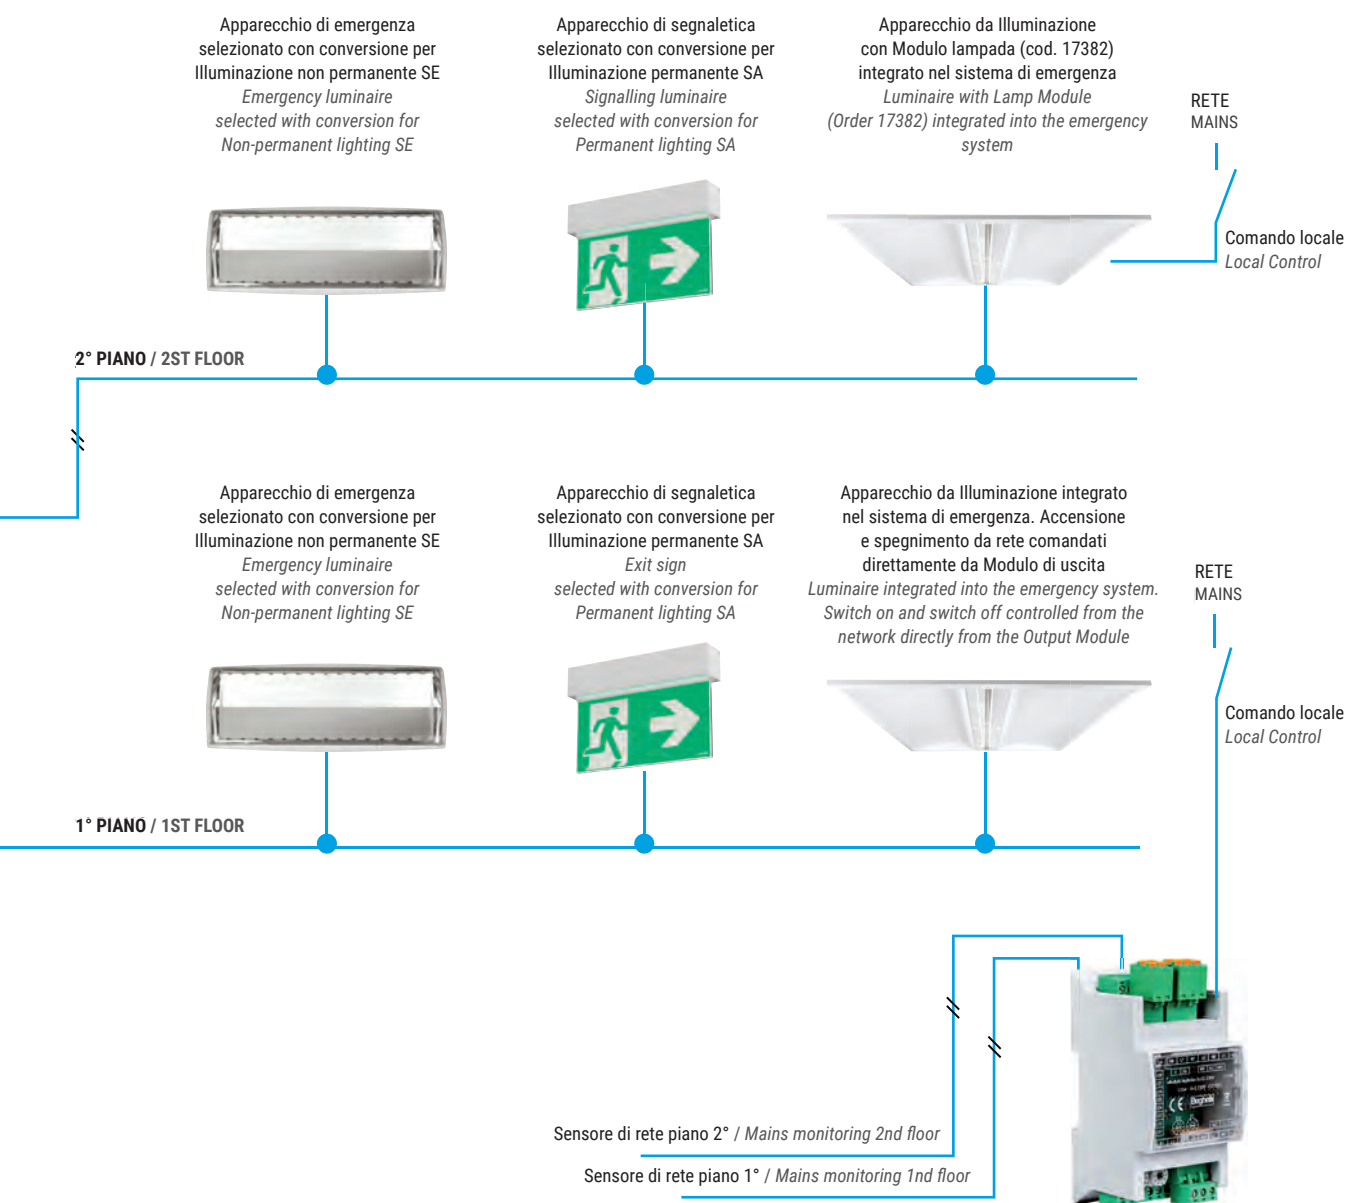 Apparecchio di emergenza
selezionato con conversione per
Illuminazione non permanente SE
Emergency luminaire
selected with conversion for
Non-permanent lighting SE
Apparecchio di segnaletica
selezionato con conversione per
Illuminazione permanente SA
Signalling luminaire
selected with conversion for
Permanent lighting SA
Apparecchio da Illuminazione
con Modulo lampada (cod. 17382)
integrato nel sistema di emergenza
Luminaire with Lamp Module
(Order 17382) integrated into the emergency
system
RETE
MAINS
Comando locale
Local Control
2° PIANO / 2ST FLOOR
Apparecchio di emergenza
selezionato con conversione per
Illuminazione non permanente SE
Emergency luminaire
selected with conversion for
Non-permanent lighting SE
Apparecchio di segnaletica
selezionato con conversione per
Illuminazione permanente SA
Exit sign
selected with conversion for
Permanent lighting SA
Apparecchio da Illuminazione integrato
nel sistema di emergenza. Accensione
e spegnimento da rete comandati
direttamente da Modulo di uscita
Luminaire integrated into the emergency system.
Switch on and switch off controlled from the
network directly from the Output Module
RETE
MAINS
Comando locale
Local Control
1° PIANO / 1ST FLOOR
CE Beghelli
Sensore di rete piano 2° / Mains monitoring 2nd floor
Sensore di rete piano 1° / Mains monitoring 1nd floor